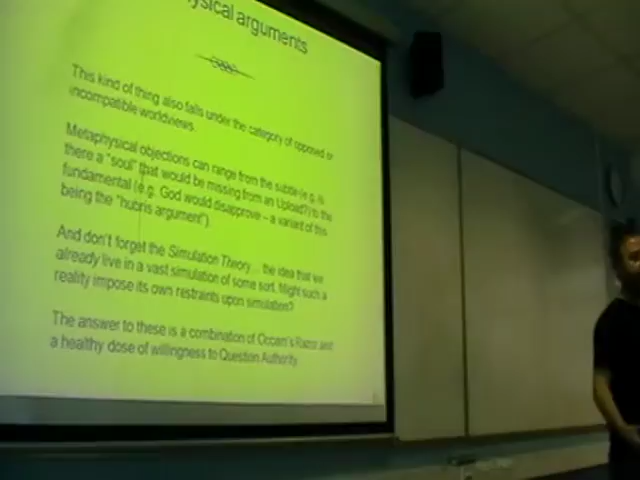 ysical arguments
This kind of thing also falls under the category of opposed or
incompatible worldviews.
Metaphysical objections can range from the subtle (e.g. is
there a "soul" that would be missing from an Upload?) to the
fundamental (e.g. God would disapprove – a variant of this
being the "hubris argument").
And don't forget the Simulation Theory... the idea that we
already live in a vast simulation of some sort. Might such a
reality impose its own restraints upon simulation?
The answer to these is a combination of Occam's Razor and
a healthy dose of willingness to Question Authority.